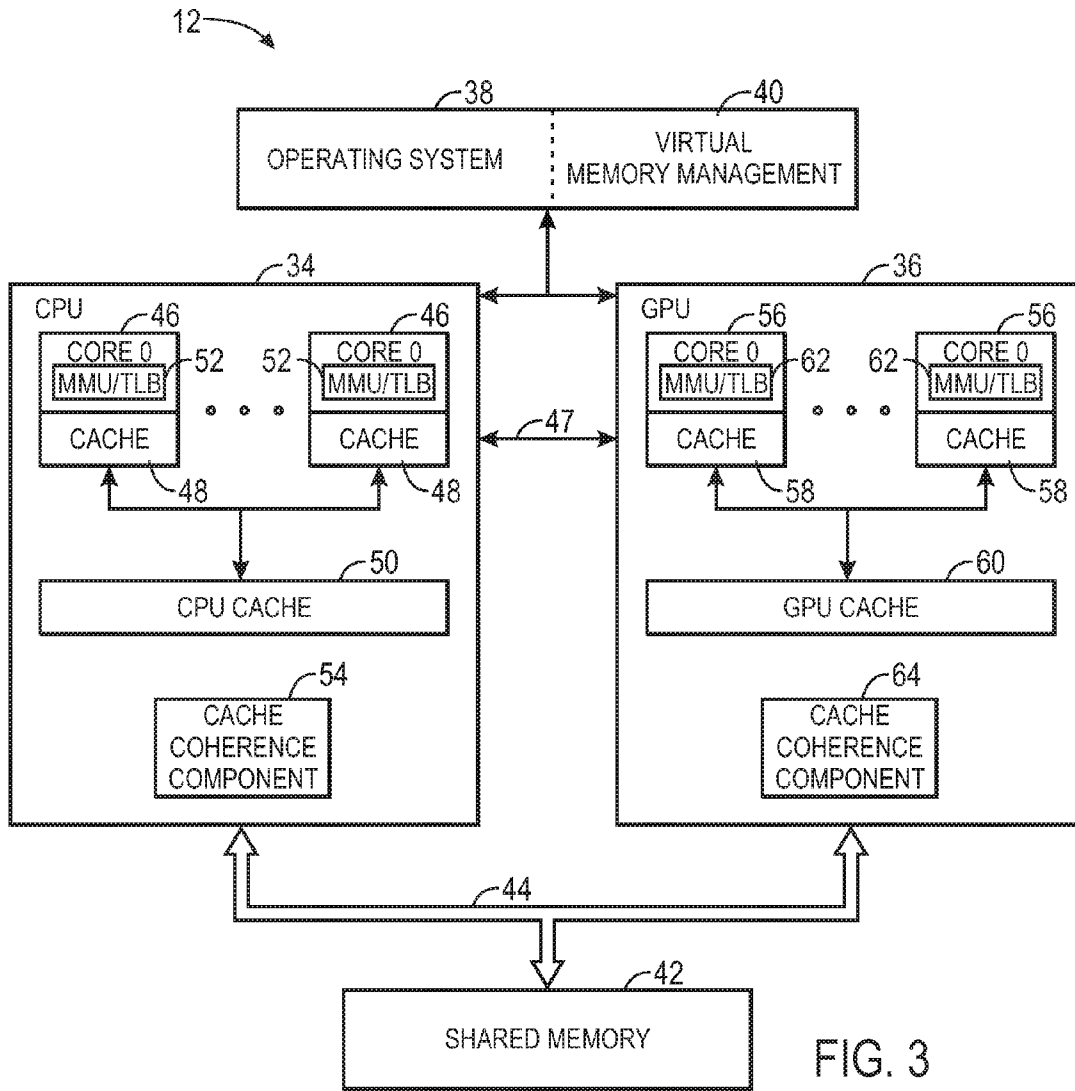 12
38
40
OPERATING SYSTEM
VIRTUAL
MEMORY MANAGEMENT
34
36
CPU
46
46
CORE 0
52
52
CORE 0
MMU/TLB
MMU/TLB
CACHE
CACHE
48
48
50
CPU CACHE
54
CACHE
COHERENCE
COMPONENT
47
GPU
56
56
CORE 0
62
62
CORE 0
MMU/TLB
MMU/TLB
CACHE
CACHE
58
58
60
GPU CACHE
64
CACHE
COHERENCE
COMPONENT
44
42
SHARED MEMORY
FIG. 3